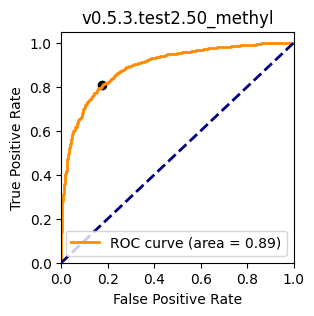 v0.5.3.test2.50_methyl
1.0
0.8
0.6
0.4
0.2
0.0
True Positive Rate
ROC curve (area = 0.89)
0.0 0.2 0.4 0.6 0.8 1.0
False Positive Rate